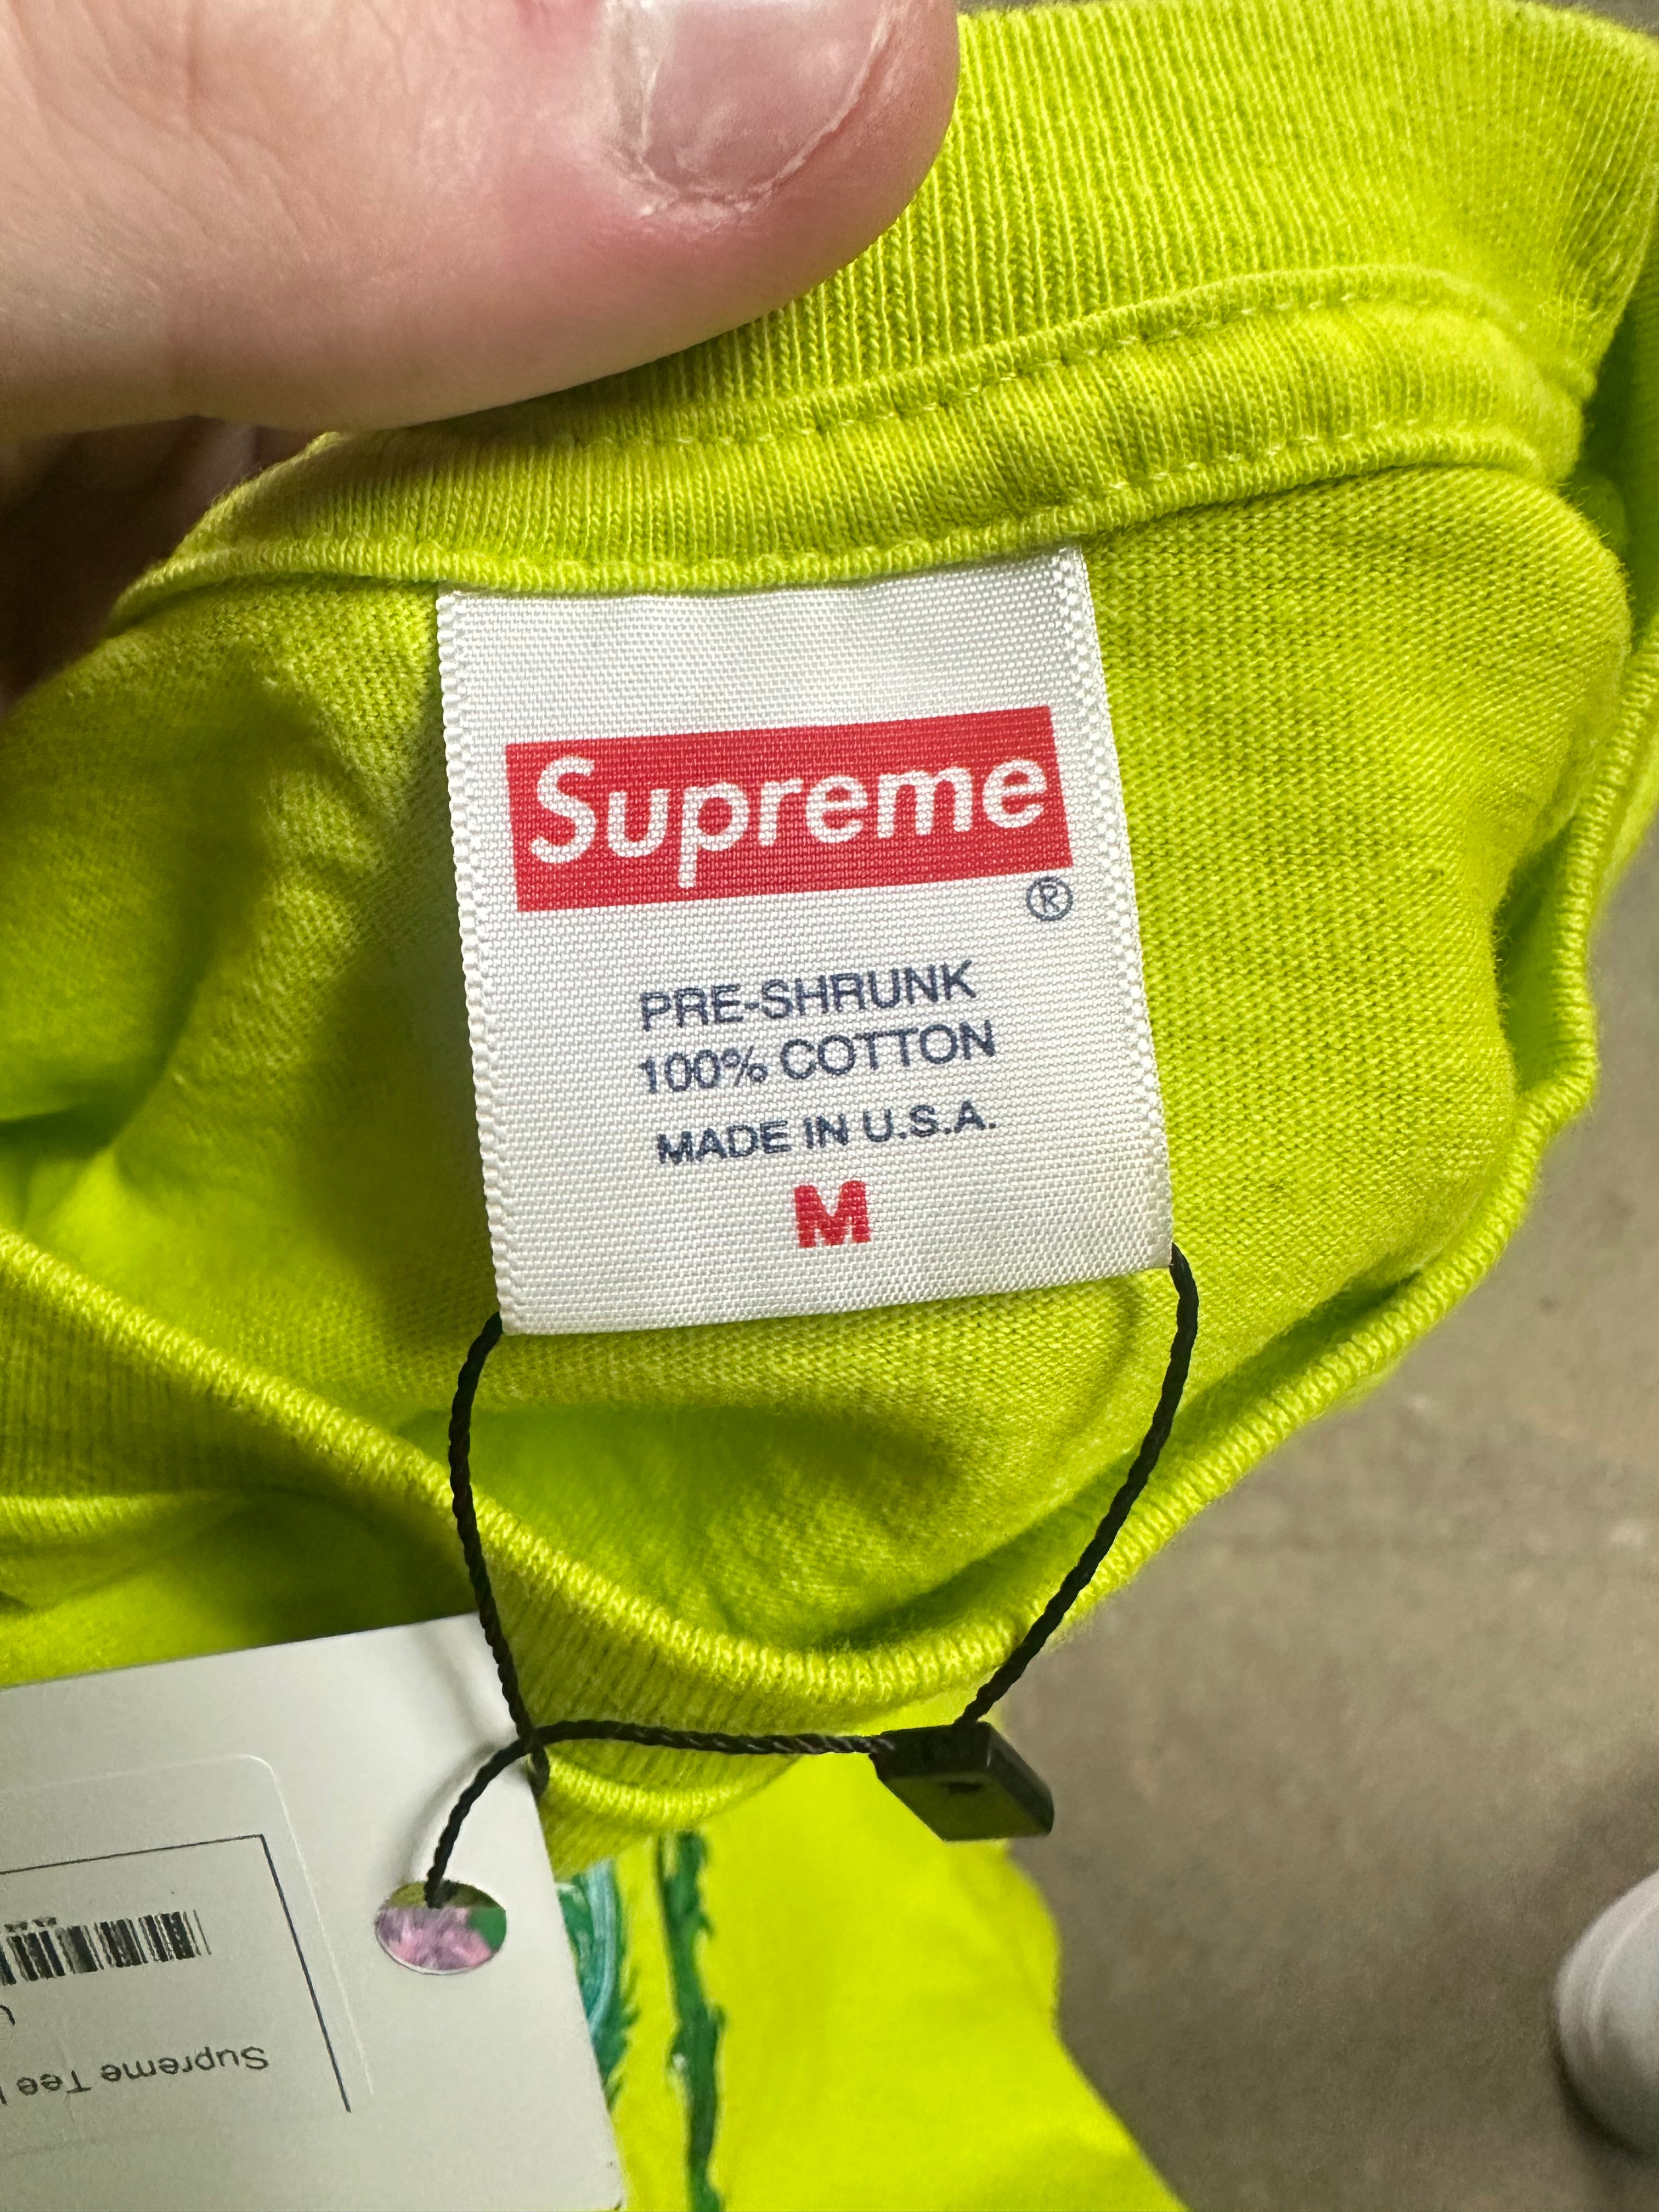 Supreme
®
PRE-SHRUNK
100% COTTON
MADE IN U.S.A.
M
Supreme Tee